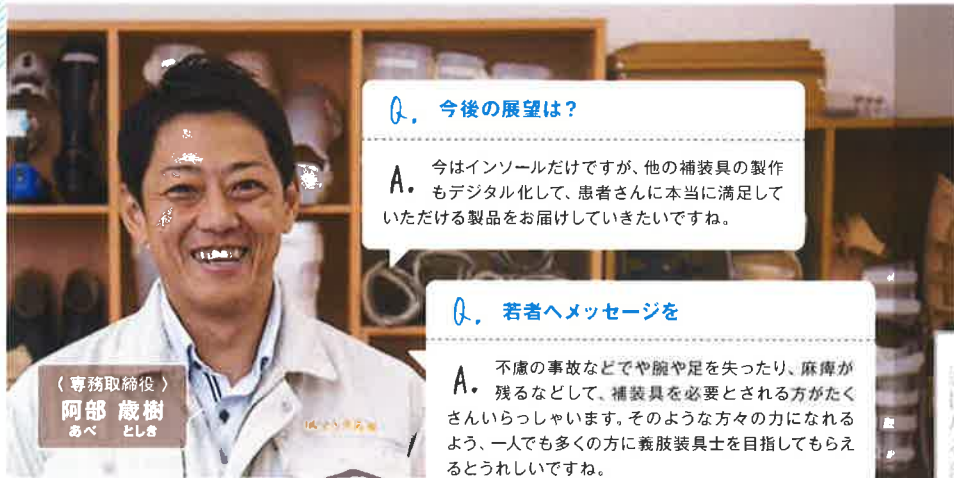 Q. 今後の展望は？
A. 今はインソールだけですが、他の補装具の製作
もデジタル化して、患者さんに本当に満足して
いただける製品をお届けしていきたいですね。
Q. 若者へメッセージを
A. 不慮の事故などでや腕や足を失ったり、麻痺が
残るなどして、補装具を必要とされる方がたく
さんいらっしゃいます。そのような方々の力になれる
よう、一人でも多くの方に義肢装具士を目指してもらえ
るとうれしいですね。
〈 専務取締役 〉
阿部 歳樹
あべ としき